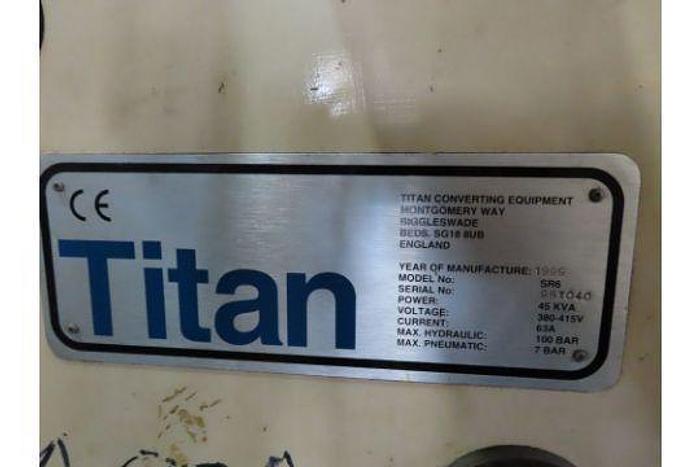 CE
Titan
TITAN CONVERTING EQUIPMENT
MONTGOMERY WAY
BIGGLESWADE
BEDS. SG18 8UB
ENGLAND
YEAR OF MANUFACTURE:
MODEL No: SR6
SERIAL No:
POWER: 45 KVA
VOLTAGE: 380-415V
CURRENT: 63A
MAX. HYDRAULIC: 100 BAR
MAX. PNEUMATIC: 7 BAR